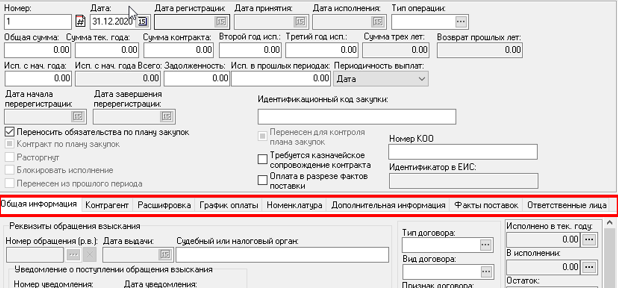 Номер: Дата: Дата регистрации: Дата принятия: Дата исполнения: Тип операции:
1 31.12.2020
Общая сумма: Сумма тек. года: Сумма контракта: Второй год исп.: Третий год исп.: Сумма трех лет: Возврат прошлых лет:
0.00 0.00 0.00 0.00 0.00 0.00 0.00
Исп. с нач. года: Исп. с нач. года Всего: Задолженность: Исп. в прошлых периодах: Периодичность выплат:
0.00 0.00 0.00 0.00 Дата
Дата начала перерегистрации: Дата завершения перерегистрации:
Идентификационный код закупки:
Переносить обязательства по плану закупок
Контракт по плану закупок
Расторгнут
Блокировать исполнение
Перенесен из прошлого периода
Перенесен для контроля
плана закупок
Требуется казначейское
сопровождение контракта
Оплата в разрезе фактов
поставки
Номер КОО
Идентификатор в ЕИС:
Общая информация Контрагент Расшифровка График оплаты Номенклатура Дополнительная информация Факты поставок Ответственные лица
Реквизиты обращения взыскания
Номер обращения (р.в.): Дата выдачи: Судебный или налоговый орган:
Уведомление о поступлении обращения взыскания
Номер уведомления: Дата уведомления:
Тип договора:
Вид договора:
Признак договора:
Исполнено в тек. году:
0.00
В исполнении:
0.00
Остаток: